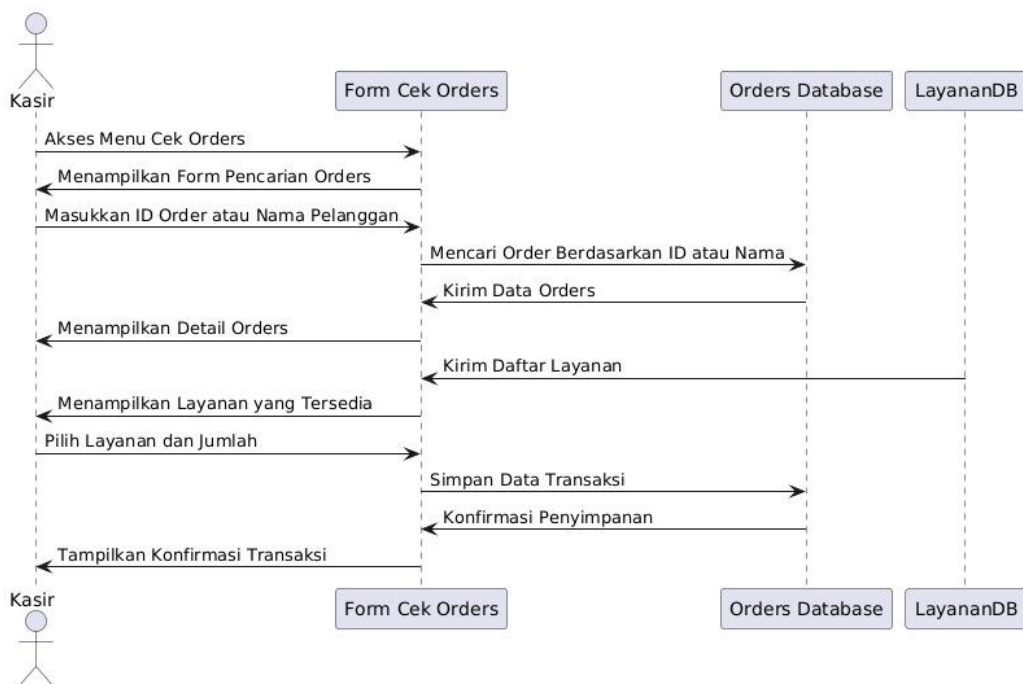 Kasir
Form Cek Orders
Orders Database
LayananDB
Akses Menu Cek Orders
Menampilkan Form Pencarian Orders
Masukkan ID Order atau Nama Pelanggan
Mencari Order Berdasarkan ID atau Nama
Kirim Data Orders
Menampilkan Detail Orders
Kirim Daftar Layanan
Menampilkan Layanan yang Tersedia
Pilih Layanan dan Jumlah
Simpan Data Transaksi
Konfirmasi Penyimpanan
Tampilkan Konfirmasi Transaksi
Kasir
Form Cek Orders
Orders Database
LayananDB